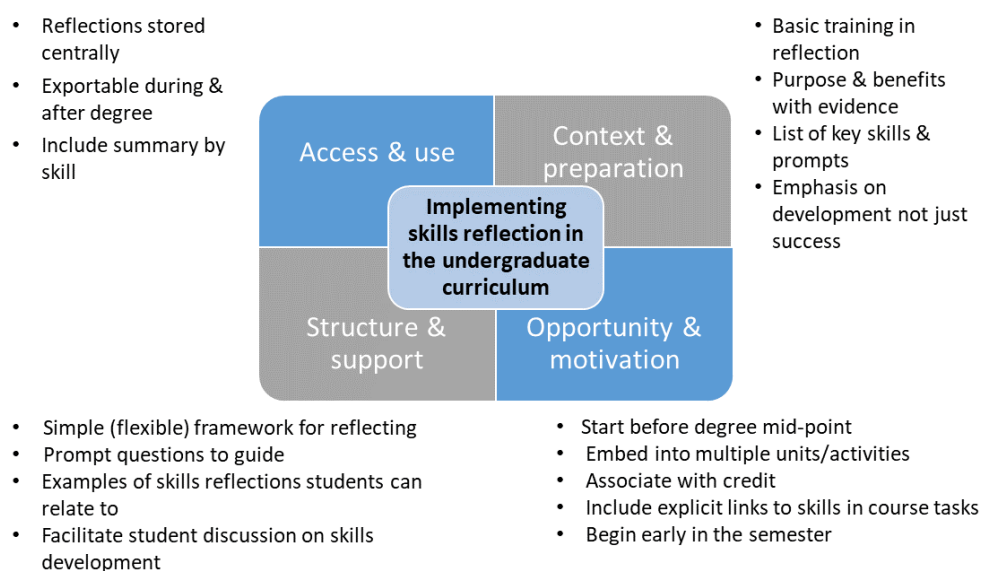 • Reflections stored
centrally
• Exportable during &
after degree
• Include summary by
skill
• Basic training in
reflection
• Purpose & benefits
with evidence
• List of key skills &
prompts
• Emphasis on
development not just
success
Access & use
Context &
preparation
Implementing
skills reflection in
the undergraduate
curriculum
Structure &
support
Opportunity &
motivation
• Simple (flexible) framework for reflecting
• Prompt questions to guide
• Examples of skills reflections students can
relate to
• Facilitate student discussion on skills
development
• Start before degree mid-point
• Embed into multiple units/activities
• Associate with credit
• Include explicit links to skills in course tasks
• Begin early in the semester